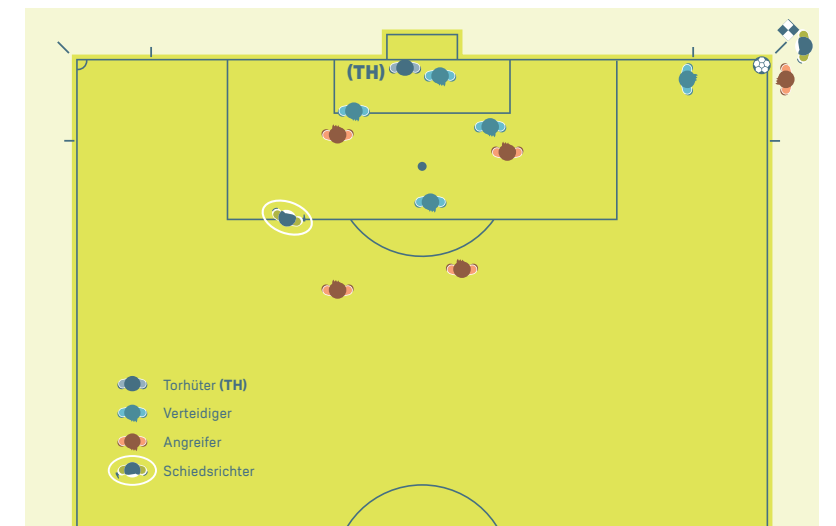 (TH)
Torhüter (TH)
Verteidiger
Angreifer
Schiedsrichter